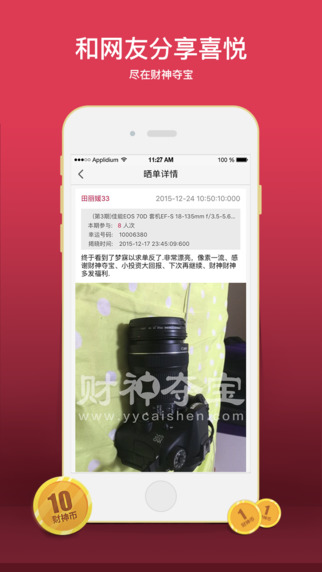 和网友分享喜悦
尽在财神夺宝
Applidium
11:27 AM
100 %
晒单详情
田丽媛33
2015-12-24 10:50:10:000
(第3期)佳能EOS 70D 套机EF-S 18-135mm f/3.5-5.6...
本期参与: 8 人次
幸运号码: 10006380
揭晓时间: 2015-12-17 23:45:09:600
终于看到了梦寐以求单反了.非常漂亮、像素一流、感
谢财神夺宝、小投资大回报、下次再继续、财神财神
多发福利.
财神夺宝
www.yycaishen.com
10
财神币
1
1